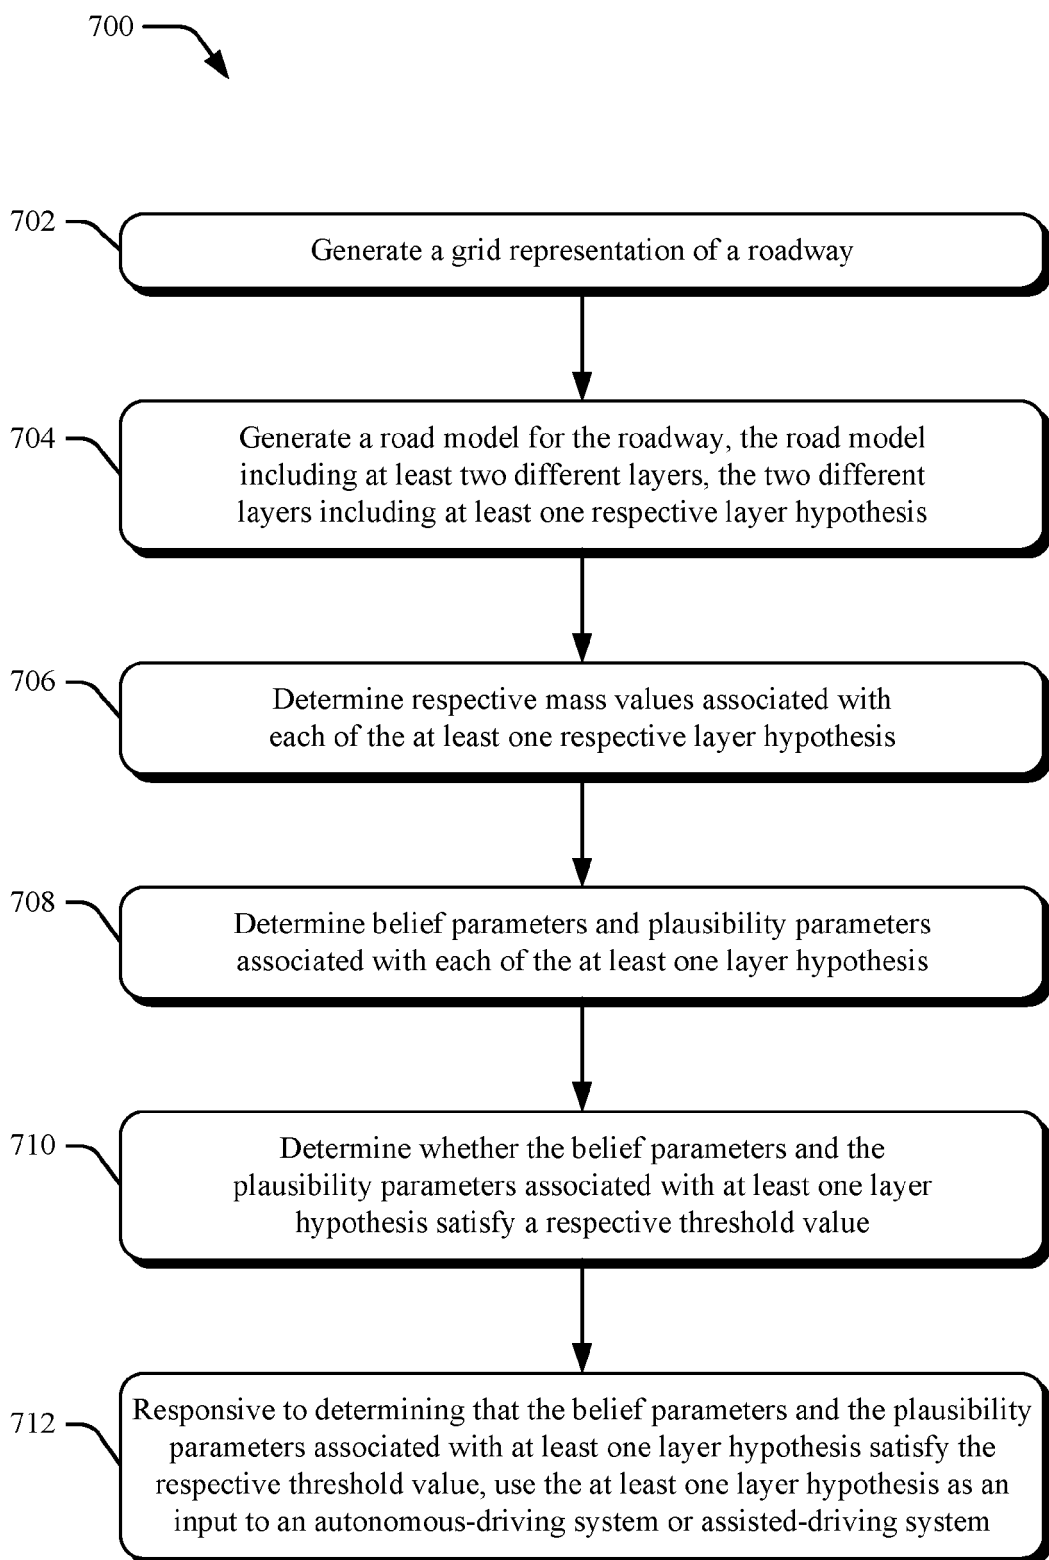 700
702
Generate a grid representation of a roadway
704
Generate a road model for the roadway, the road model
including at least two different layers, the two different
layers including at least one respective layer hypothesis
706
Determine respective mass values associated with
each of the at least one respective layer hypothesis
708
Determine belief parameters and plausibility parameters
associated with each of the at least one layer hypothesis
710
Determine whether the belief parameters and the
plausibility parameters associated with at least one layer
hypothesis satisfy a respective threshold value
712
Responsive to determining that the belief parameters and the plausibility
parameters associated with at least one layer hypothesis satisfy the
respective threshold value, use the at least one layer hypothesis as an
input to an autonomous-driving system or assisted-driving system